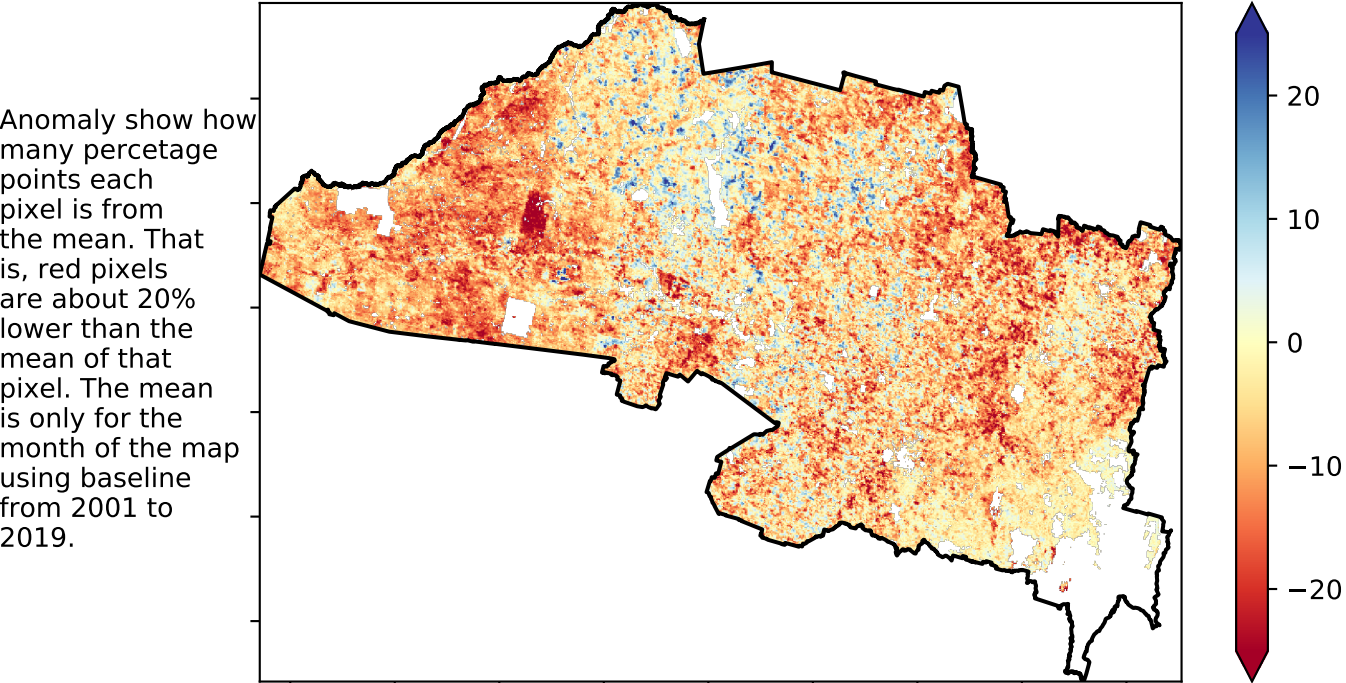 Anomaly show how
many percetage
points each
pixel is from
the mean. That
is, red pixels
are about 20%
lower than the
mean of that
pixel. The mean
is only for the
month of the map
using baseline
from 2001 to
2019.
20
10
0
−10
−20